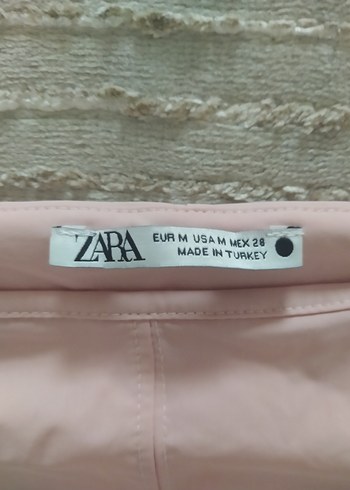 ZARA
EUR M USA M MEX 28
MADE IN TURKEY